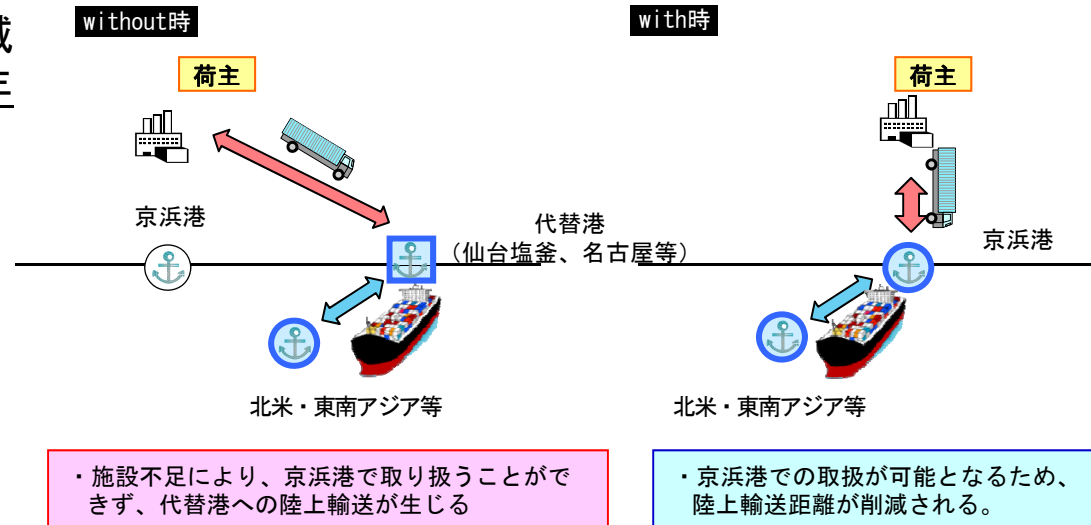 without時
with時
荷主
荷主
京浜港
代替港
（仙台塩釜、名古屋等）
京浜港
北米・東南アジア等
北米・東南アジア等
・施設不足により、京浜港で取り扱うことがで
きず、代替港への陸上輸送が生じる
・京浜港での取扱が可能となるため、
陸上輸送距離が削減される。